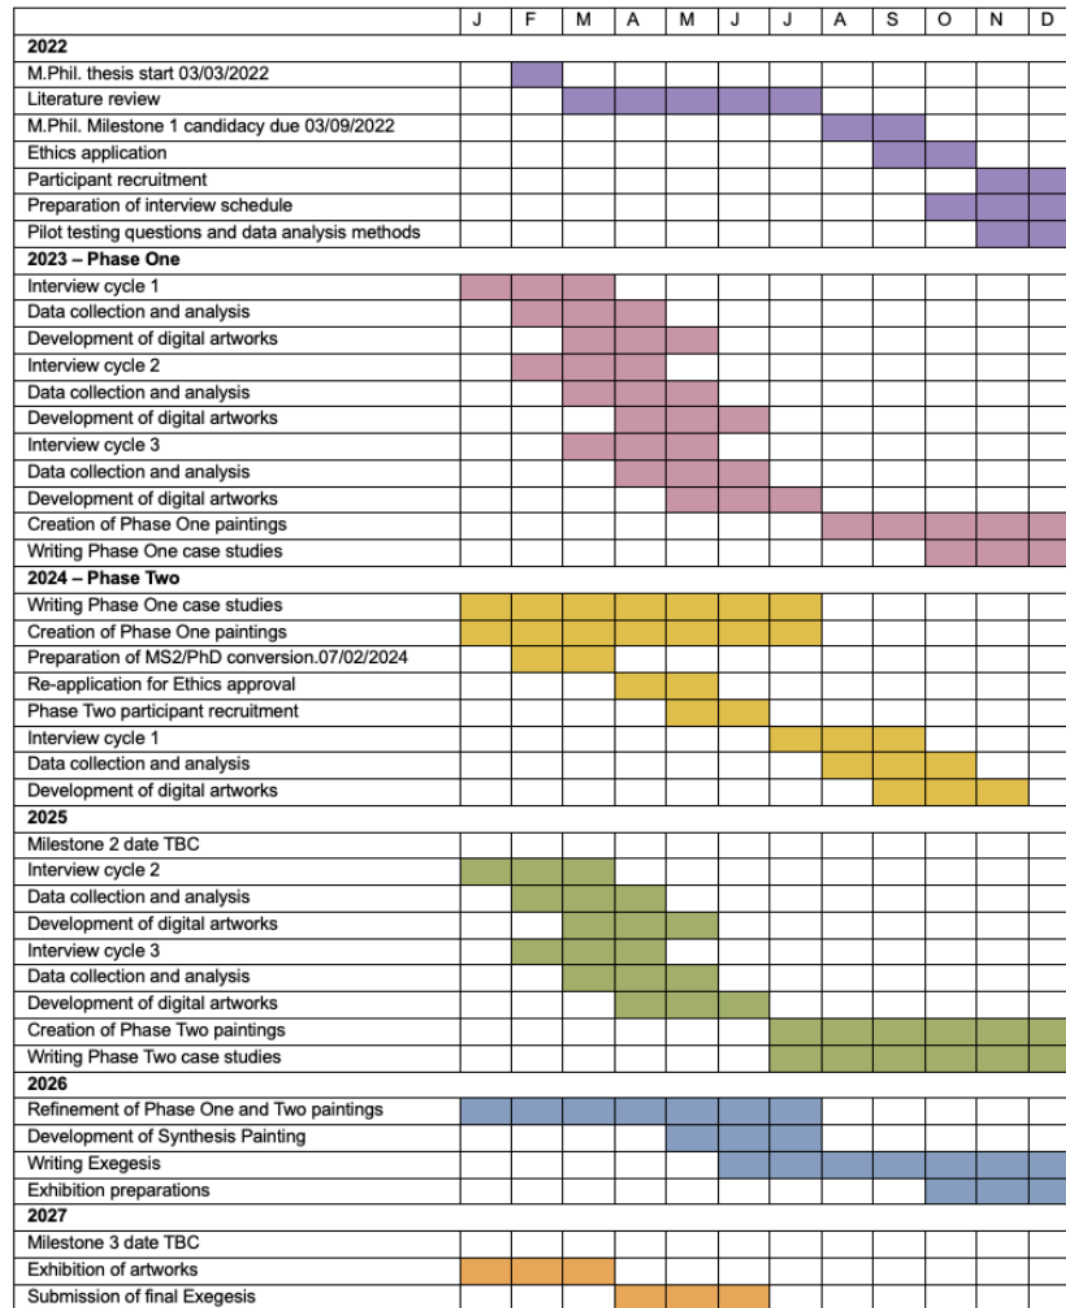 J F M A M J J A S O N D
2022
M.Phil. thesis start 03/03/2022
Literature review
M.Phil. Milestone 1 candidacy due 03/09/2022
Ethics application
Participant recruitment
Preparation of interview schedule
Pilot testing questions and data analysis methods
2023 – Phase One
Interview cycle 1
Data collection and analysis
Development of digital artworks
Interview cycle 2
Data collection and analysis
Development of digital artworks
Interview cycle 3
Data collection and analysis
Development of digital artworks
Creation of Phase One paintings
Writing Phase One case studies
2024 – Phase Two
Writing Phase One case studies
Creation of Phase One paintings
Preparation of MS2/PhD conversion.07/02/2024
Re-application for Ethics approval
Phase Two participant recruitment
Interview cycle 1
Data collection and analysis
Development of digital artworks
2025
Milestone 2 date TBC
Interview cycle 2
Data collection and analysis
Development of digital artworks
Interview cycle 3
Data collection and analysis
Development of digital artworks
Creation of Phase Two paintings
Writing Phase Two case studies
2026
Refinement of Phase One and Two paintings
Development of Synthesis Painting
Writing Exegesis
Exhibition preparations
2027
Milestone 3 date TBC
Exhibition of artworks
Submission of final Exegesis